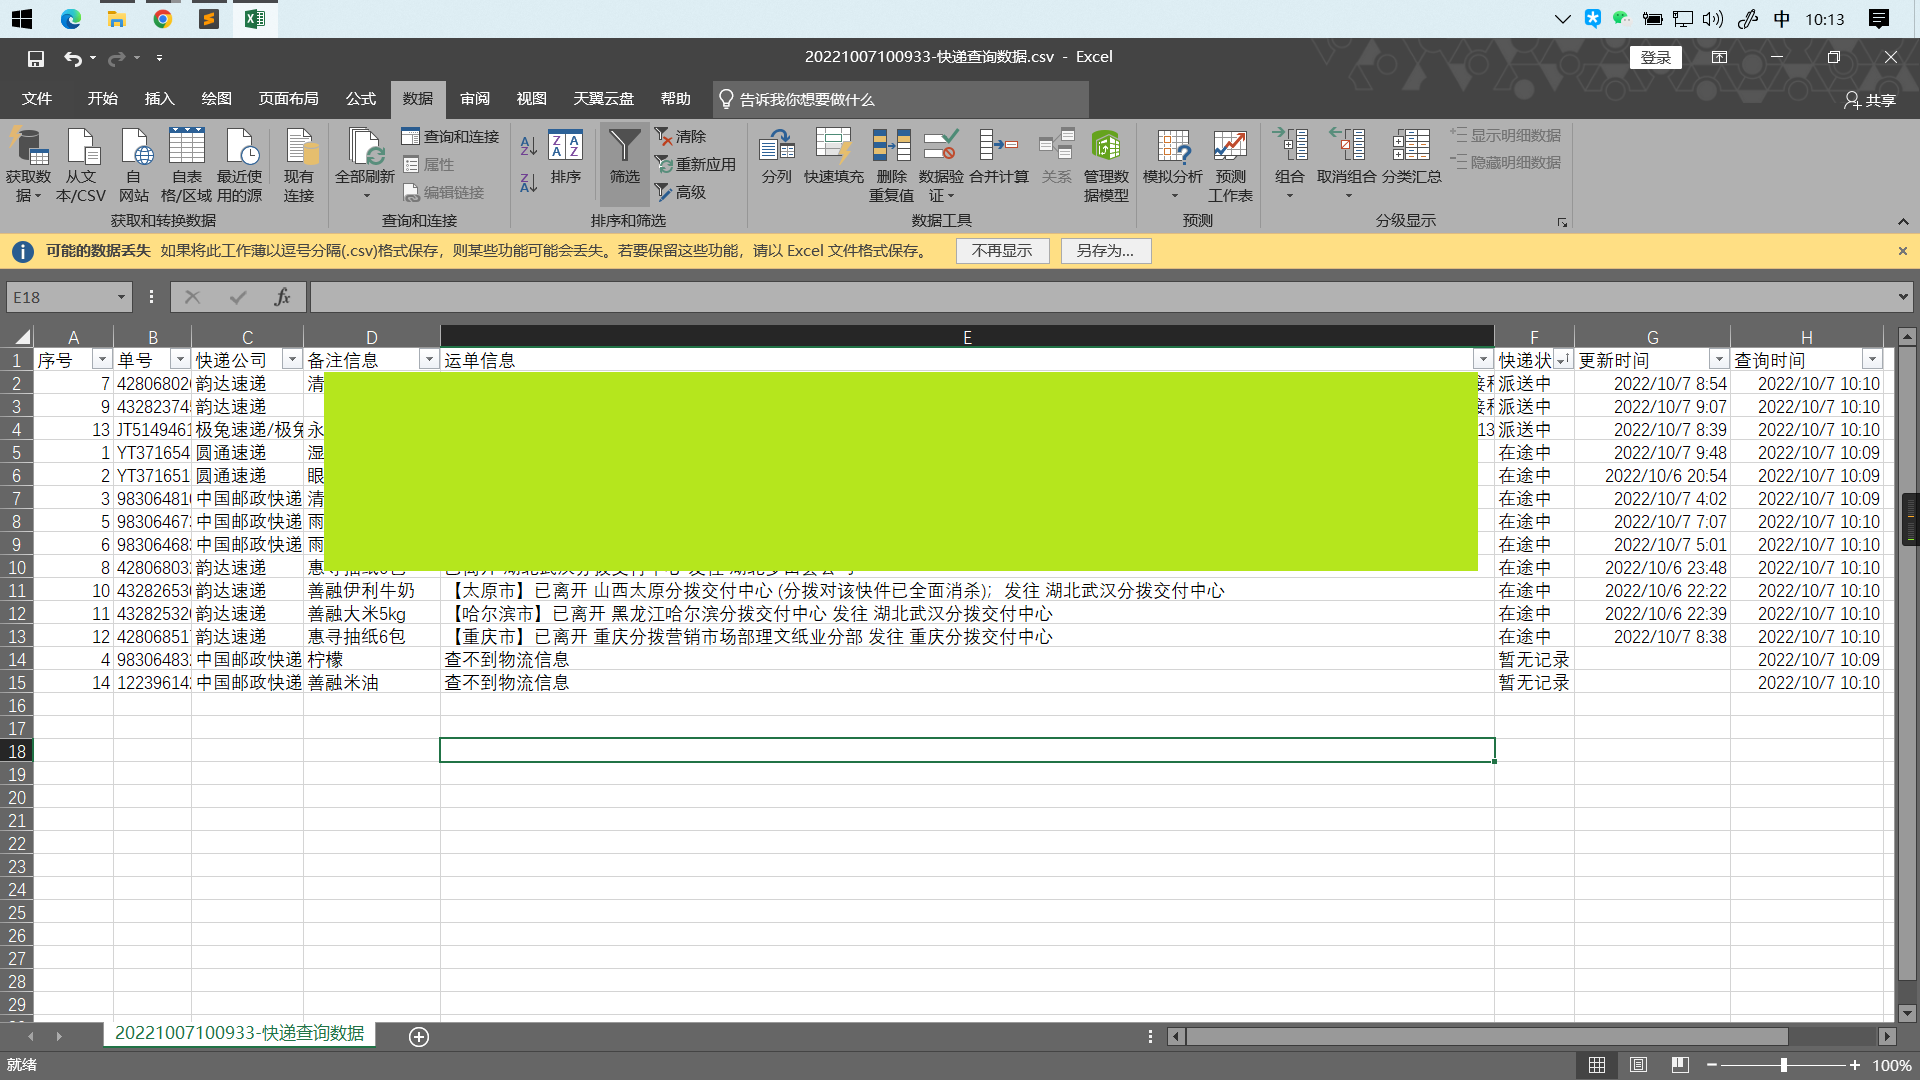 中 10:13
20221007100933-快递查询数据.csv - Excel
登录
文件 开始 插入 绘图 页面布局 公式 数据 审阅 视图 天翼云盘 帮助 告诉我你想要做什么 共享
获取数据 从文本/CSV 自网站 自表格/区域 最近使用的源 现有连接
获取和转换数据
全部刷新 查询和连接 属性 编辑链接
查询和连接
排序 筛选 清除 重新应用 高级
排序和筛选
分列 快速填充 删除重复值 数据验证 合并计算 关系 管理数据模型
数据工具
模拟分析 预测工作表
预测
组合 取消组合 分类汇总 显示明细数据 隐藏明细数据
分级显示
可能的数据丢失 如果将此工作薄以逗号分隔(.csv)格式保存，则某些功能可能会丢失。若要保留这些功能，请以 Excel 文件格式保存。 不再显示 另存为...
E18 fx
A B C D E F G H
1 序号 单号 快递公司 备注信息 运单信息 快递状 更新时间 查询时间
2 7 428068020 韵达速递 清 派送中 2022/10/7 8:54 2022/10/7 10:10
3 9 43282374 韵达速递 派送中 2022/10/7 9:07 2022/10/7 10:10
4 13 JT5149461 极兔速递/极兔 永 13 派送中 2022/10/7 8:39 2022/10/7 10:10
5 1 YT371654 圆通速递 湿 在途中 2022/10/7 9:48 2022/10/7 10:09
6 2 YT371651 圆通速递 眼 在途中 2022/10/6 20:54 2022/10/7 10:09
7 3 98306481 中国邮政快递 清 在途中 2022/10/7 4:02 2022/10/7 10:09
8 5 98306467 中国邮政快递 雨 在途中 2022/10/7 7:07 2022/10/7 10:10
9 6 98306468 中国邮政快递 雨 在途中 2022/10/7 5:01 2022/10/7 10:10
10 8 42806803 韵达速递 惠 在途中 2022/10/6 23:48 2022/10/7 10:10
11 10 43282653 韵达速递 善融伊利牛奶 【太原市】已离开 山西太原分拨交付中心 (分拨对该快件已全面消杀)；发往 湖北武汉分拨交付中心 在途中 2022/10/6 22:22 2022/10/7 10:10
12 11 43282532 韵达速递 善融大米5kg 【哈尔滨市】已离开 黑龙江哈尔滨分拨交付中心 发往 湖北武汉分拨交付中心 在途中 2022/10/6 22:39 2022/10/7 10:10
13 12 42806851 韵达速递 惠寻抽纸6包 【重庆市】已离开 重庆分拨营销市场部理文纸业分部 发往 重庆分拨交付中心 在途中 2022/10/7 8:38 2022/10/7 10:10
14 4 98306483 中国邮政快递 柠檬 查不到物流信息 暂无记录 2022/10/7 10:09
15 14 12239614 中国邮政快递 善融米油 查不到物流信息 暂无记录 2022/10/7 10:10
16
17
18
19
20
21
22
23
24
25
26
27
28
29
20221007100933-快递查询数据
就绪 100%